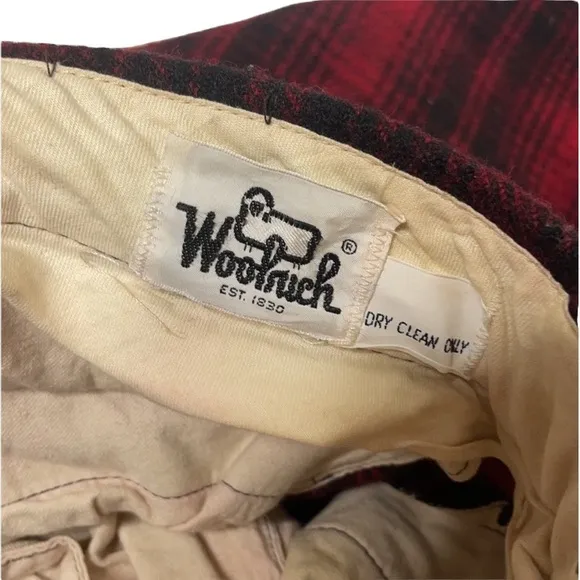 Woolrich
®
EST. 1830
DRY CLEAN ONLY